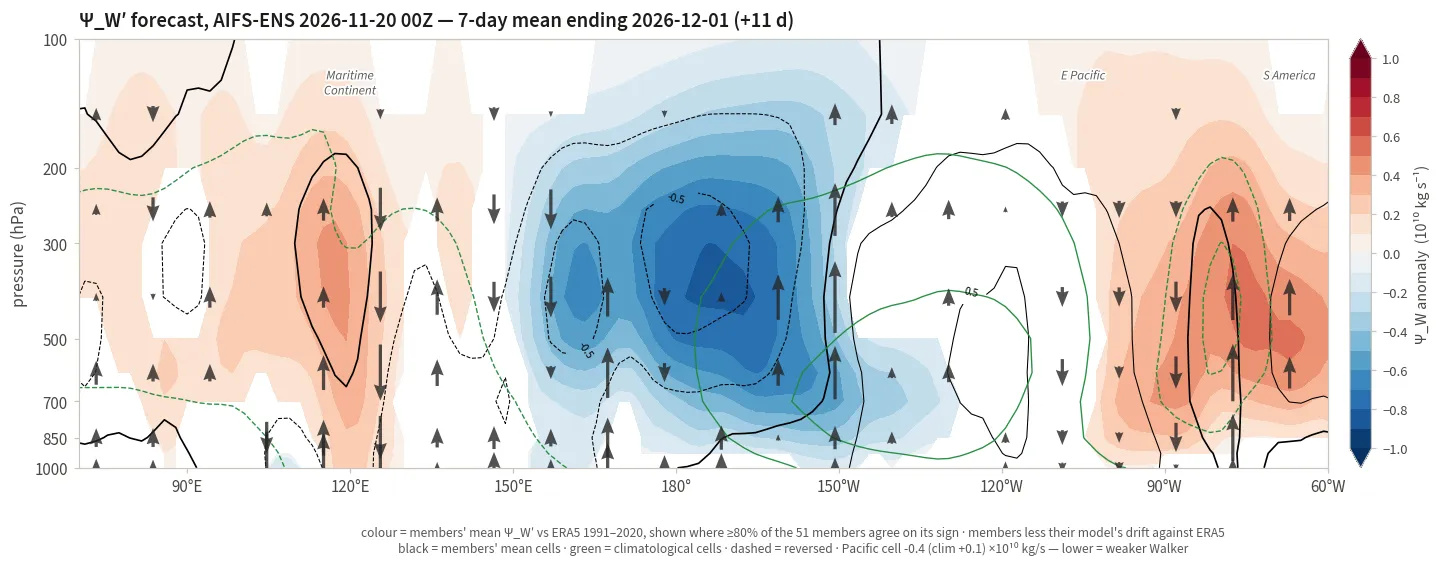 Ψ_W′ forecast, AIFS-ENS 2026-11-20 00Z — 7-day mean ending 2026-12-01 (+11 d)
100
200
300
400
500
700
850
1000
pressure (hPa)
Maritime
Continent
E Pacific
S America
-0.5
-0.5
0.5
90°E
120°E
150°E
180°
150°W
120°W
90°W
60°W
1.0
0.8
0.6
0.4
0.2
0.0
−0.2
−0.4
−0.6
−0.8
−1.0
Ψ_W anomaly (10¹⁰ kg s⁻¹)
colour = members' mean Ψ_W′ vs ERA5 1991–2020, shown where ≥80% of the 51 members agree on its sign · members less their model's drift against ERA5
black = members' mean cells · green = climatological cells · dashed = reversed · Pacific cell -0.4 (clim +0.1) ×10¹⁰ kg/s — lower = weaker Walker